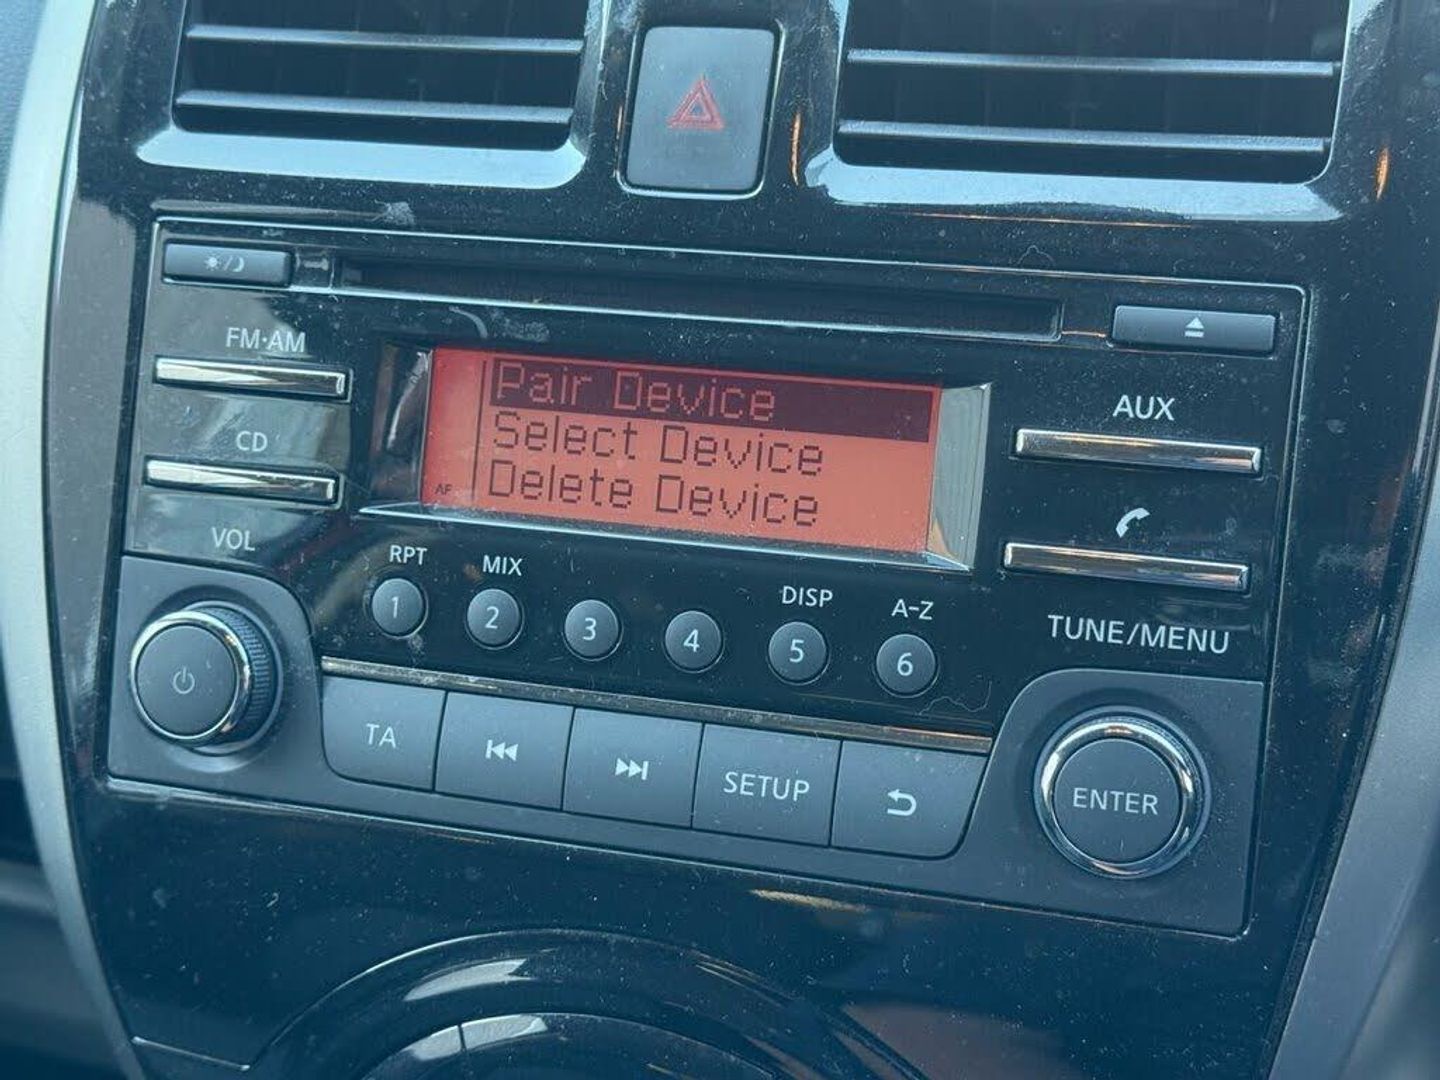 FM·AM
CD
VOL
Pair Device
Select Device
Delete Device
AF
AUX
TUNE/MENU
RPT
MIX
DISP
A-Z
1
2
3
4
5
6
TA
SETUP
ENTER